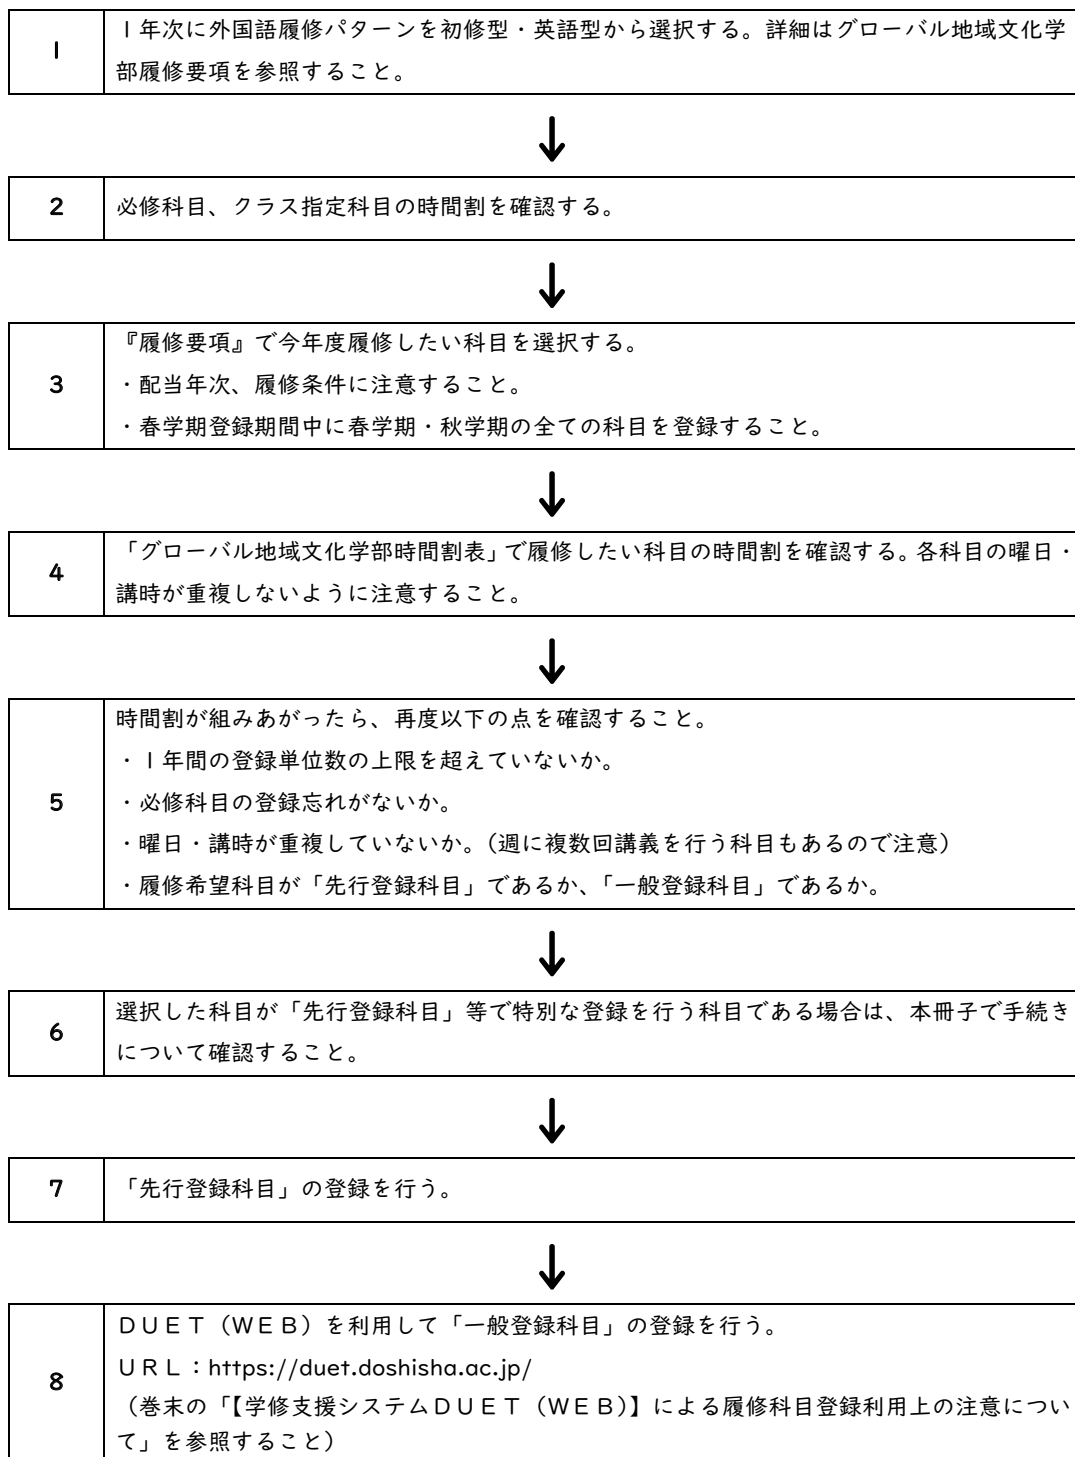 1
1年次に外国語履修パターンを初修型・英語型から選択する。詳細はグローバル地域文化学
部履修要項を参照すること。
2
必修科目、クラス指定科目の時間割を確認する。
3
『履修要項』で今年度履修したい科目を選択する。
・配当年次、履修条件に注意すること。
・春学期登録期間中に春学期・秋学期の全ての科目を登録すること。
4
「グローバル地域文化学部時間割表」で履修したい科目の時間割を確認する。各科目の曜日・
講時が重複しないように注意すること。
5
時間割が組みあがったら、再度以下の点を確認すること。
・1年間の登録単位数の上限を超えていないか。
・必修科目の登録忘れがないか。
・曜日・講時が重複していないか。(週に複数回講義を行う科目もあるので注意)
・履修希望科目が「先行登録科目」であるか、「一般登録科目」であるか。
6
選択した科目が「先行登録科目」等で特別な登録を行う科目である場合は、本冊子で手続き
について確認すること。
7
「先行登録科目」の登録を行う。
8
DUET(WEB)を利用して「一般登録科目」の登録を行う。
URL:https://duet.doshisha.ac.jp/
(巻末の「【学修支援システムDUET(WEB)】による履修科目登録利用上の注意につい
て」を参照すること)